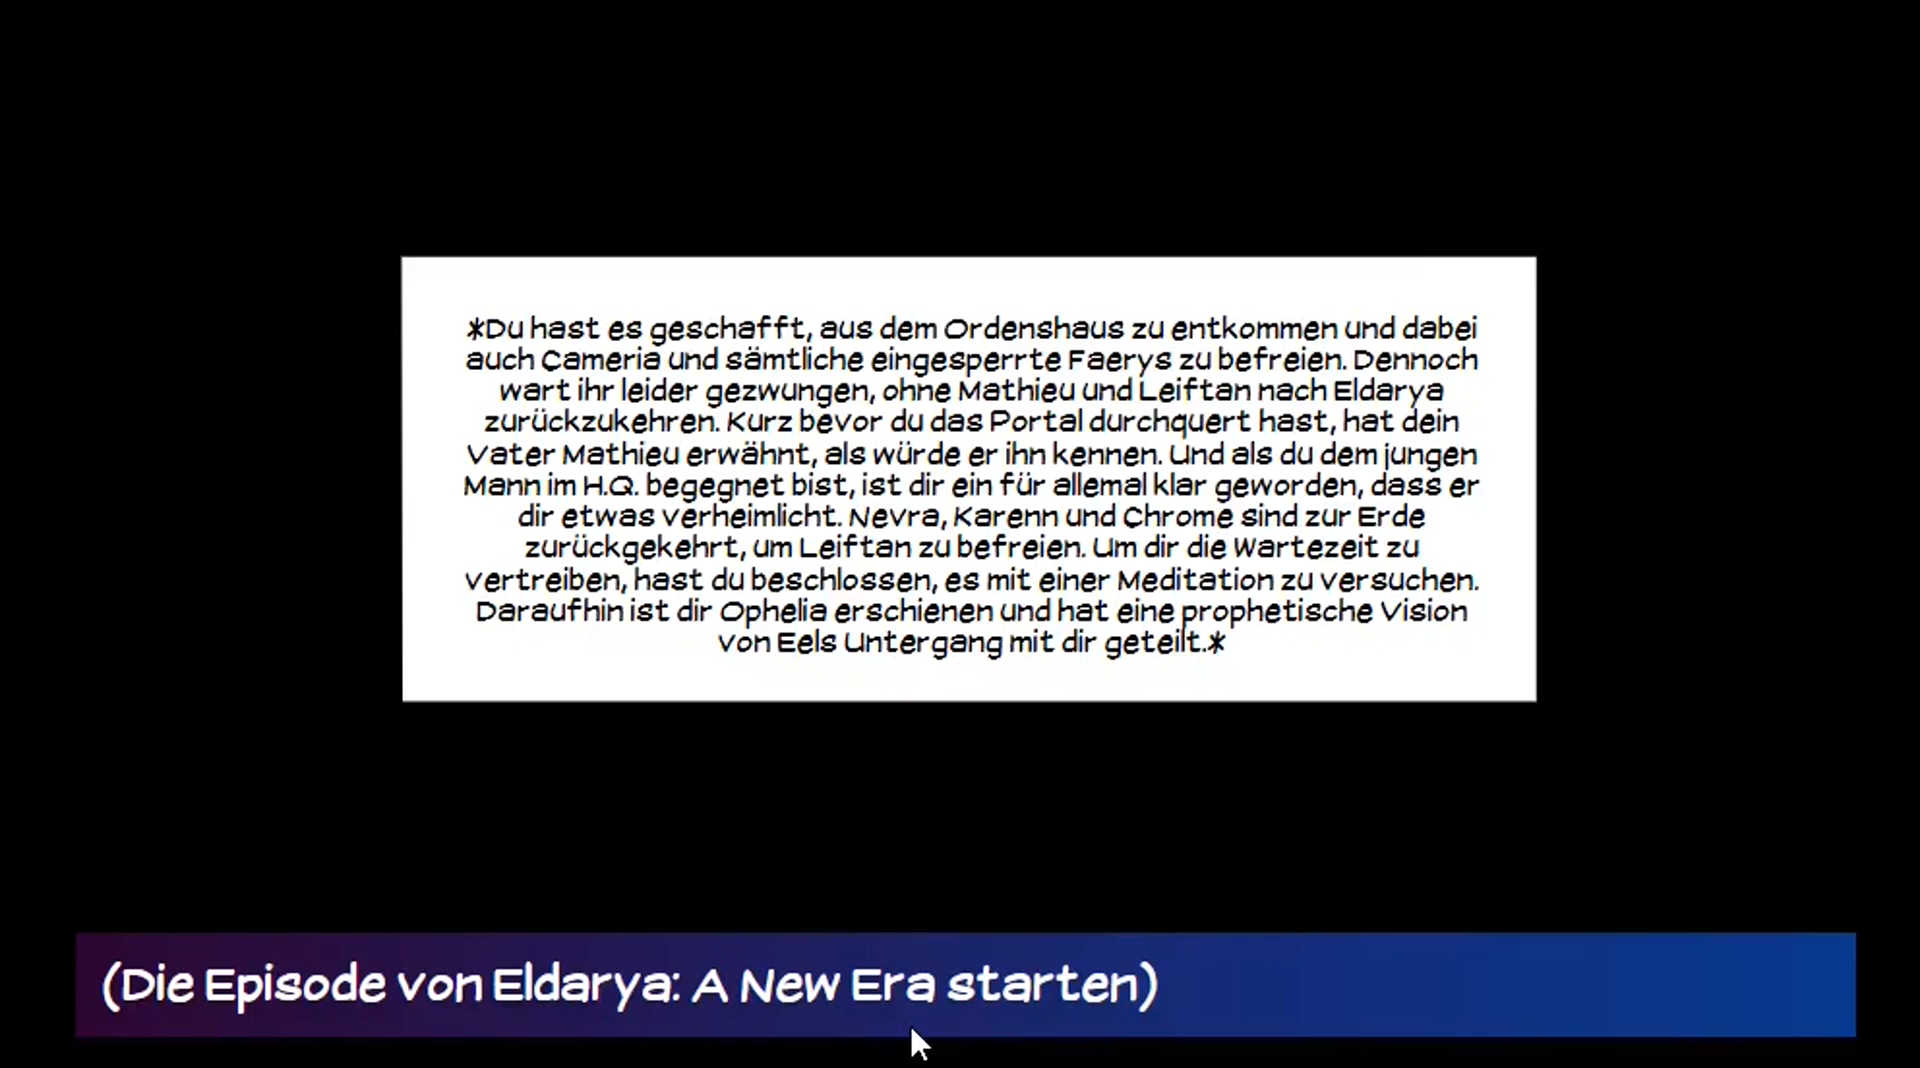 *Du hast es geschafft, aus dem Ordenshaus zu entkommen und dabei
auch Cameria und sämtliche eingesperrte Faerys zu befreien. Dennoch
wart ihr leider gezwungen, ohne Mathieu und Leiftan nach Eldarya
zurückzukehren. Kurz bevor du das Portal durchquert hast, hat dein
Vater Mathieu erwähnt, als würde er ihn kennen. Und als du dem jungen
Mann im H.Q. begegnet bist, ist dir ein für allemal klar geworden, dass er
dir etwas verheimlicht. Nevra, Karenn und Chrome sind zur Erde
zurückgekehrt, um Leiftan zu befreien. Um dir die Wartezeit zu
vertreiben, hast du beschlossen, es mit einer Meditation zu versuchen.
Daraufhin ist dir Ophelia erschienen und hat eine prophetische Vision
von Eels Untergang mit dir geteilt.*
(Die Episode von Eldarya: A New Era starten)